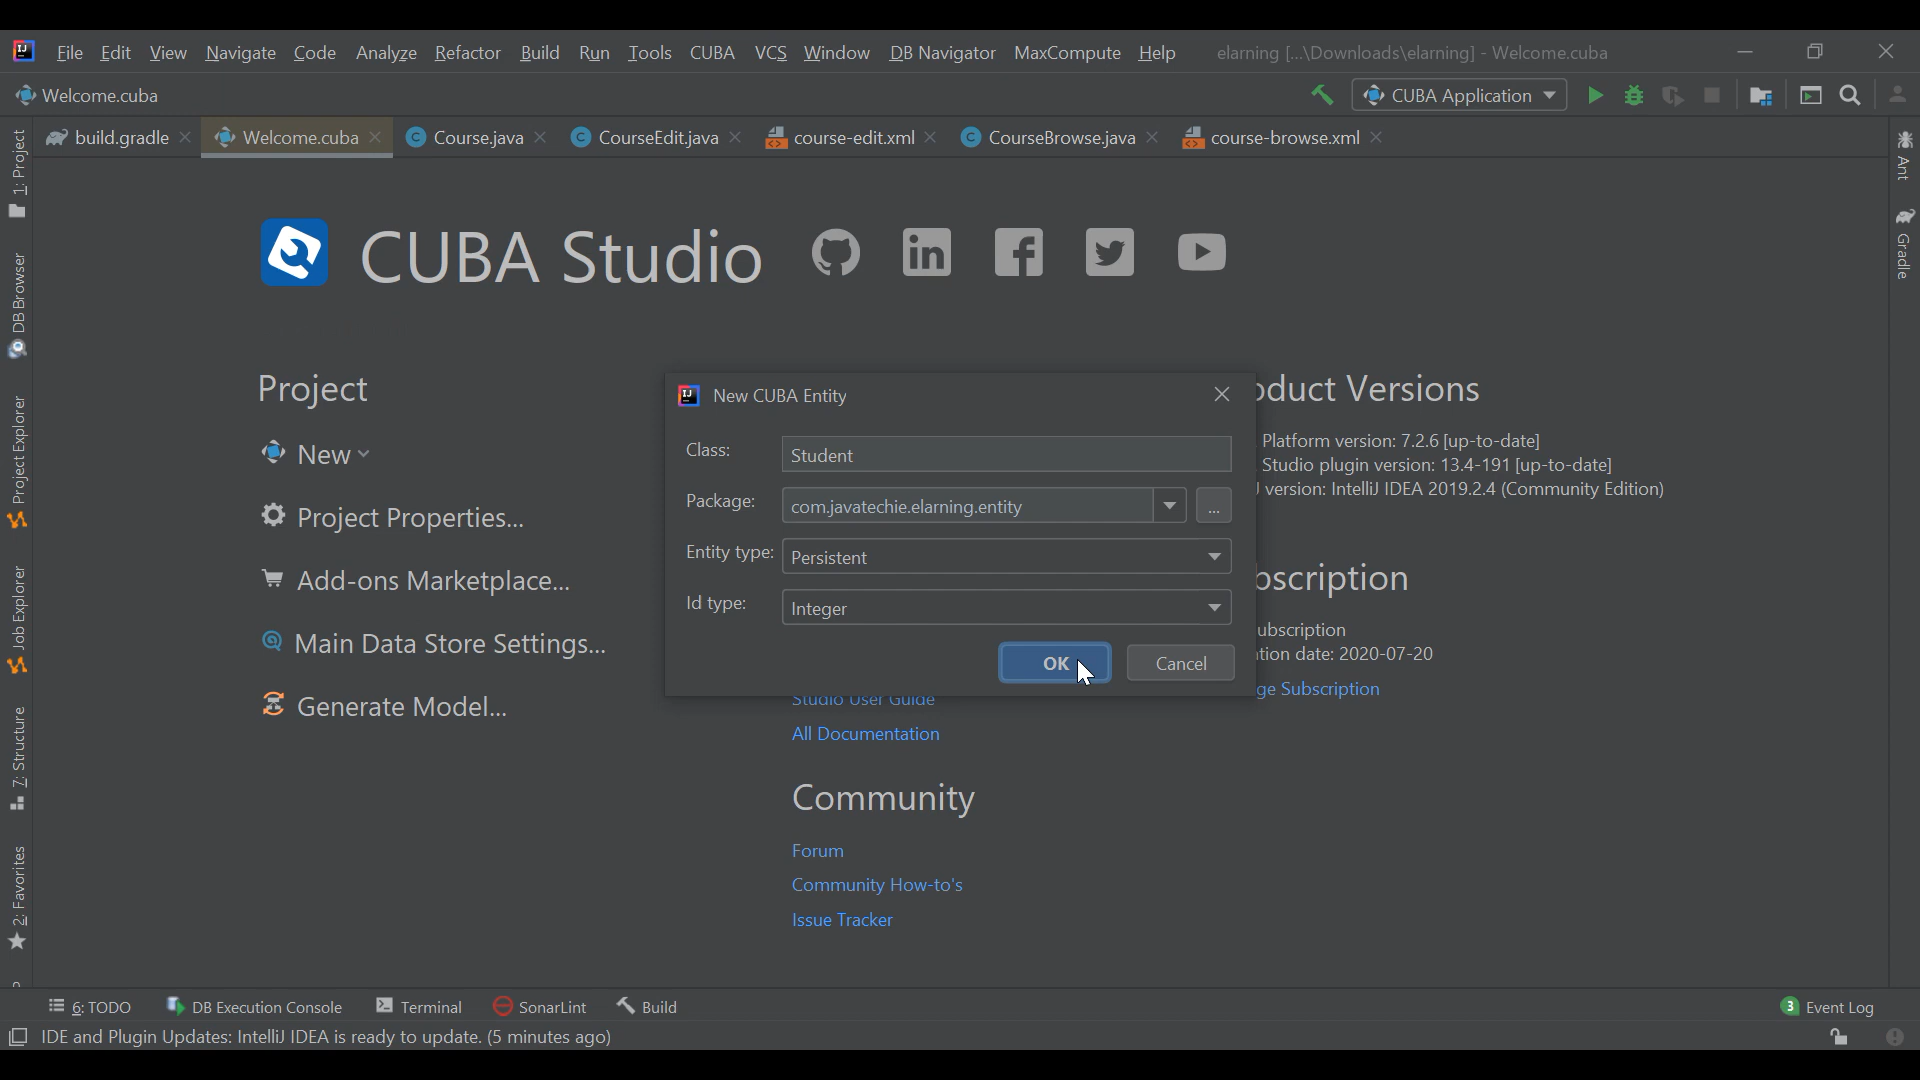 File Edit View Navigate Code Analyze Refactor Build Run Tools CUBA VCS Window DB Navigator MaxCompute Help elarning [...\Downloads\elarning] - Welcome.cuba
Welcome.cuba CUBA Application
build.gradle Welcome.cuba Course.java CourseEdit.java course-edit.xml CourseBrowse.java course-browse.xml
1: Project
DB Browser
Project Explorer
Job Explorer
7: Structure
2: Favorites
Ant
Gradle
CUBA Studio
Project
New
Project Properties...
Add-ons Marketplace...
Main Data Store Settings...
Generate Model...
New CUBA Entity
Class: Student
Package: com.javatechie.elarning.entity ...
Entity type: Persistent
Id type: Integer
OK Cancel
duct Versions
Platform version: 7.2.6 [up-to-date]
Studio plugin version: 13.4-191 [up-to-date]
version: IntelliJ IDEA 2019.2.4 (Community Edition)
bscription
ubscription
tion date: 2020-07-20
ge Subscription
Studio User Guide
All Documentation
Community
Forum
Community How-to's
Issue Tracker
6: TODO DB Execution Console Terminal SonarLint Build 3 Event Log
IDE and Plugin Updates: IntelliJ IDEA is ready to update. (5 minutes ago)